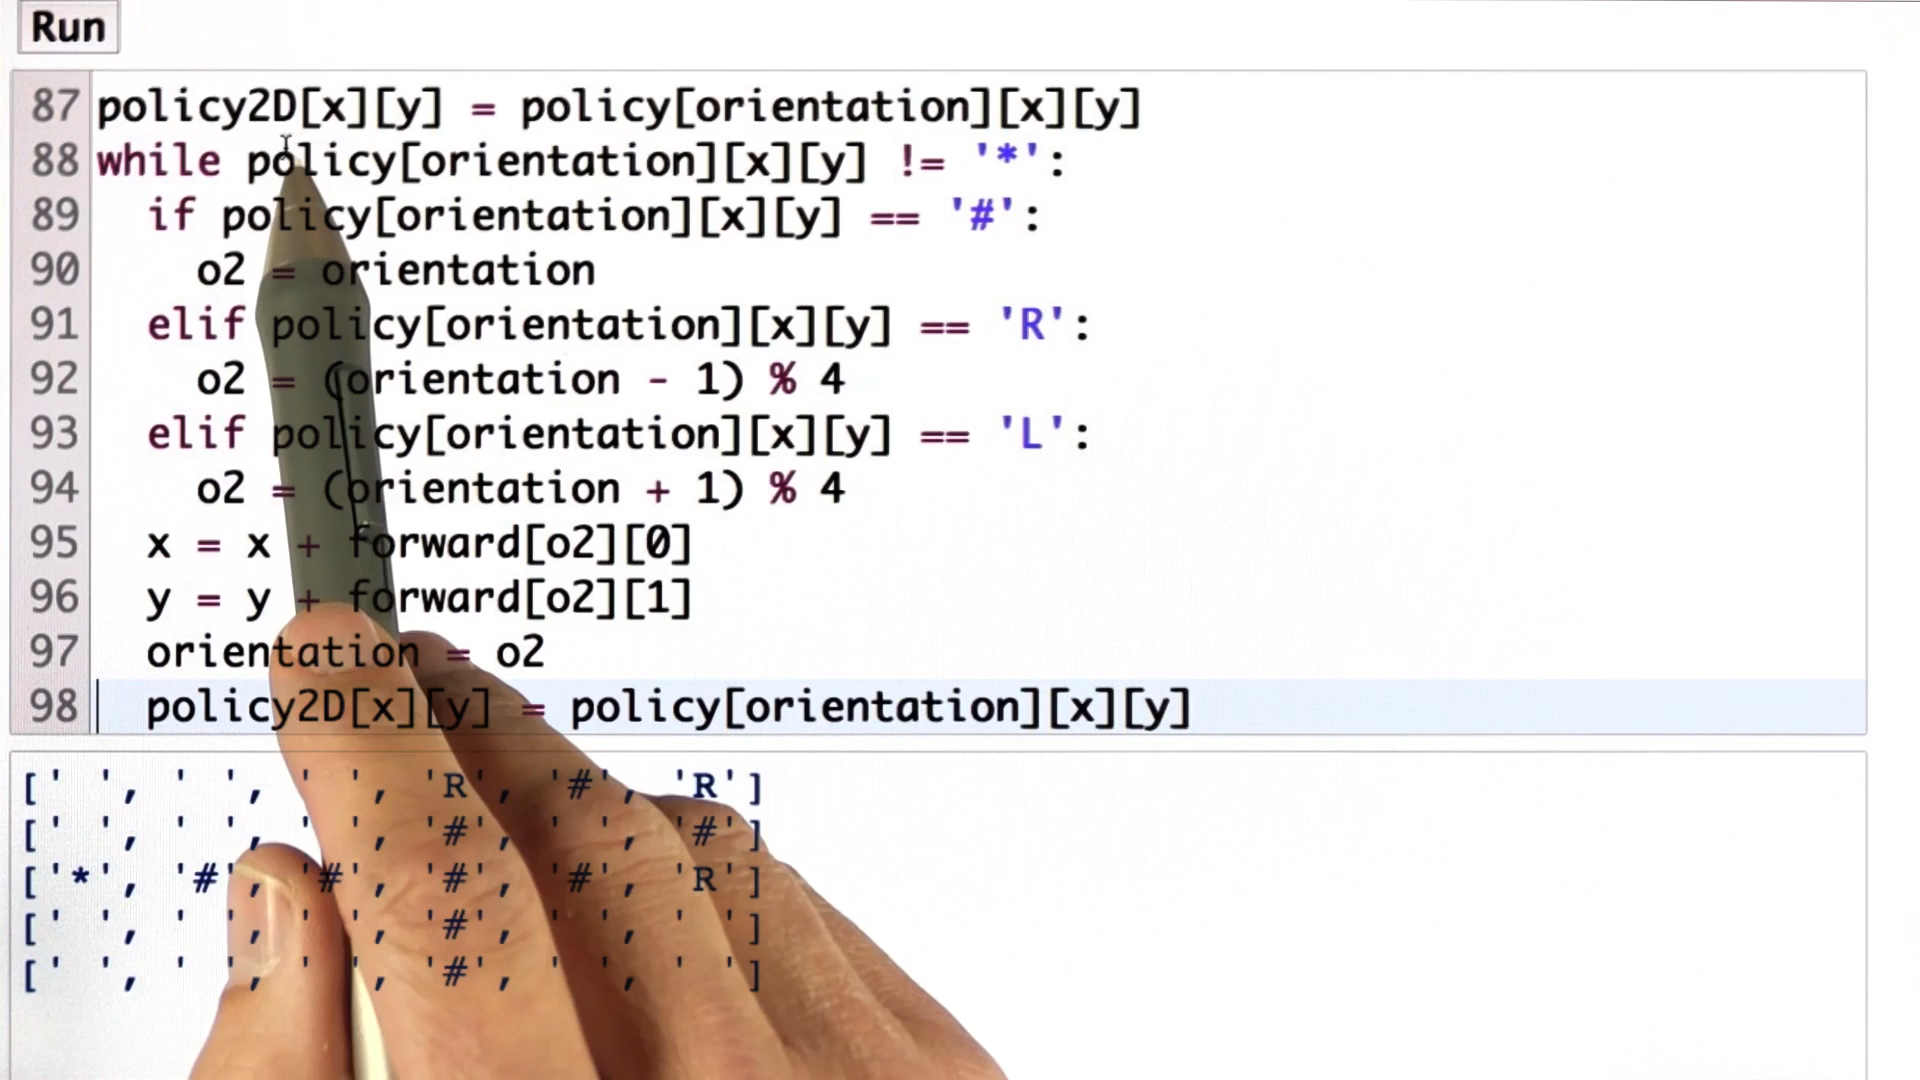 Run
87 policy2D[x][y] = policy[orientation][x][y]
88 while policy[orientation][x][y] != '*':
89 if policy[orientation][x][y] == '#':
90 o2 = orientation
91 elif policy[orientation][x][y] == 'R':
92 o2 = (orientation - 1) % 4
93 elif policy[orientation][x][y] == 'L':
94 o2 = (orientation + 1) % 4
95 x = x + forward[o2][0]
96 y = y + forward[o2][1]
97 orientation = o2
98 policy2D[x][y] = policy[orientation][x][y]
[' ', ' ', ' ', 'R', '#', 'R']
[' ', ' ', ' ', '#', ' ', '#']
['*', '#', '#', '#', '#', 'R']
[' ', ' ', ' ', '#', ' ', ' ']
[' ', ' ', ' ', '#', ' ', ' ']